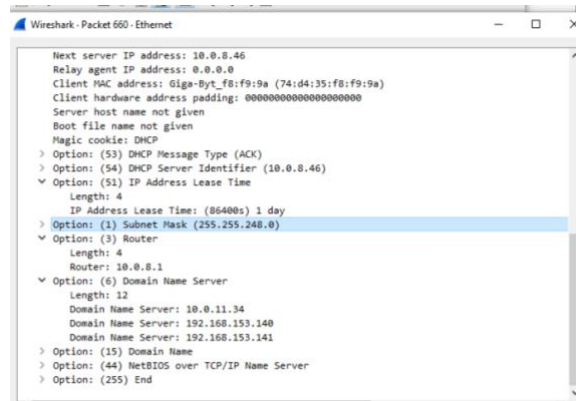 Wireshark · Packet 660 · Ethernet
Next server IP address: 10.0.8.46
Relay agent IP address: 0.0.0.0
Client MAC address: Giga-Byt_f8:f9:9a (74:d4:35:f8:f9:9a)
Client hardware address padding: 00000000000000000000
Server host name not given
Boot file name not given
Magic cookie: DHCP
Option: (53) DHCP Message Type (ACK)
Option: (54) DHCP Server Identifier (10.0.8.46)
Option: (51) IP Address Lease Time
Length: 4
IP Address Lease Time: (86400s) 1 day
Option: (1) Subnet Mask (255.255.248.0)
Option: (3) Router
Length: 4
Router: 10.0.8.1
Option: (6) Domain Name Server
Length: 12
Domain Name Server: 10.0.11.34
Domain Name Server: 192.168.153.140
Domain Name Server: 192.168.153.141
Option: (15) Domain Name
Option: (44) NetBIOS over TCP/IP Name Server
Option: (255) End